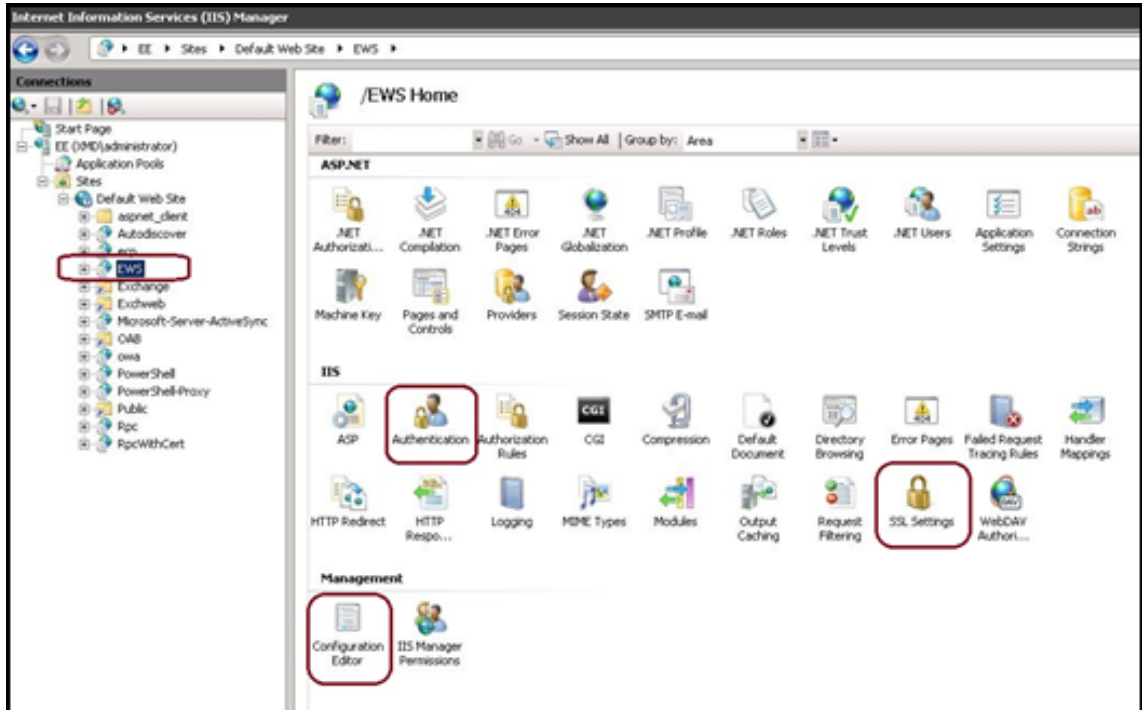 Internet Information Services (IIS) Manager
EE Sites Default Web Site EWS
Connections
Start Page
EE (XMD\administrator)
Application Pools
Sites
Default Web Site
aspnet_client
Autodiscover
ecp
EWS
Exchange
Exchweb
Microsoft-Server-ActiveSync
OAB
owa
PowerShell
PowerShell-Proxy
Public
Rpc
RpcWithCert
/EWS Home
Filter: Go Show All Group by: Area
ASP.NET
.NET Authorizati...
.NET Compilation
404
.NET Error Pages
.NET Globalization
.NET Profile
.NET Roles
.NET Trust Levels
.NET Users
Application Settings
ab
Connection Strings
Machine Key
Pages and Controls
Providers
Session State
SMTP E-mail
IIS
ASP
Authentication
Authorization Rules
CGI
CGI
Compression
Default Document
Directory Browsing
404
Error Pages
Failed Request Tracing Rules
Handler Mappings
HTTP Redirect
HTTP Respo...
Logging
MIME Types
Modules
Output Caching
Request Filtering
SSL Settings
DAV
WebDAV Authori...
Management
Configuration Editor
IIS Manager Permissions